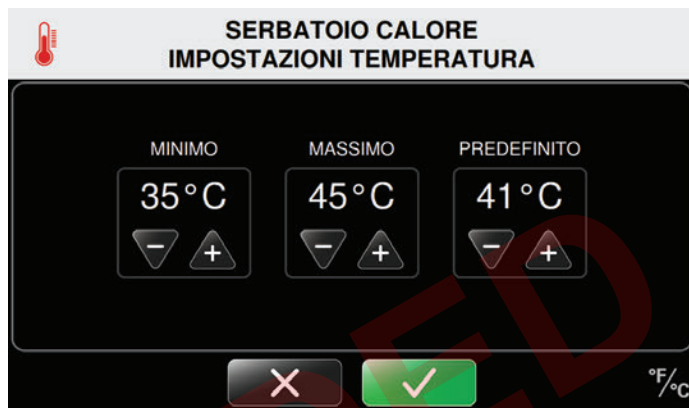 SERBATOIO CALORE
IMPOSTAZIONI TEMPERATURA
MINIMO MASSIMO PREDEFINITO
35°C 45°C 41°C
− + − + − +
°F/°C